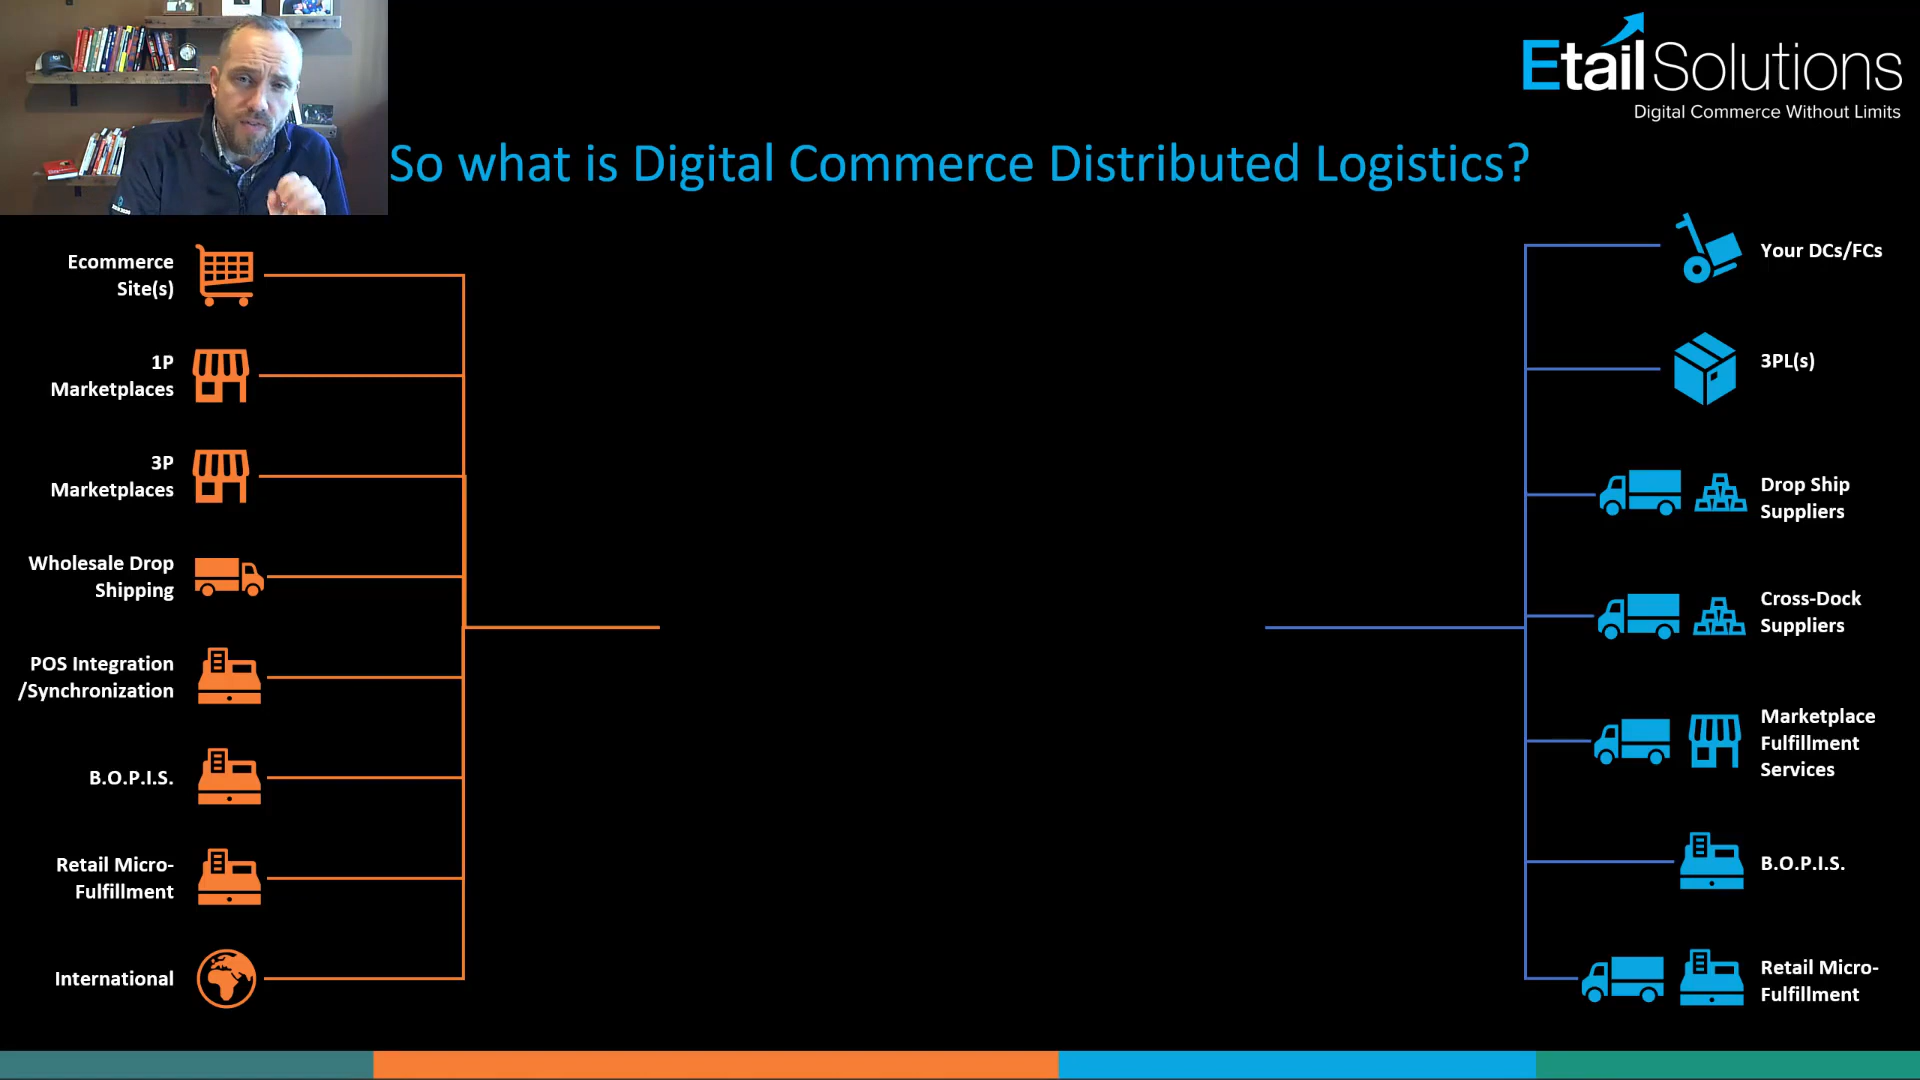 Etail Solutions
Digital Commerce Without Limits
So what is Digital Commerce Distributed Logistics?
Ecommerce
Site(s)
1P
Marketplaces
3P
Marketplaces
Wholesale Drop
Shipping
POS Integration
/Synchronization
B.O.P.I.S.
Retail Micro-
Fulfillment
International
Your DCs/FCs
3PL(s)
Drop Ship
Suppliers
Cross-Dock
Suppliers
Marketplace
Fulfillment
Services
B.O.P.I.S.
Retail Micro-
Fulfillment